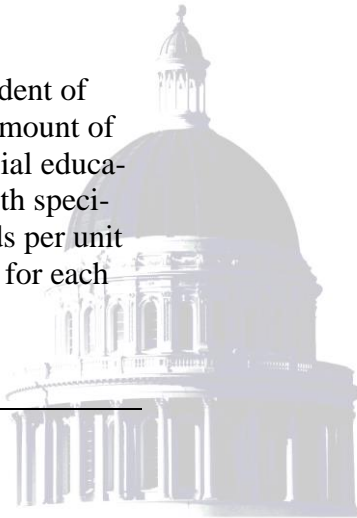 dent of
mount of
ial educa-
th speci-
ds per unit
for each